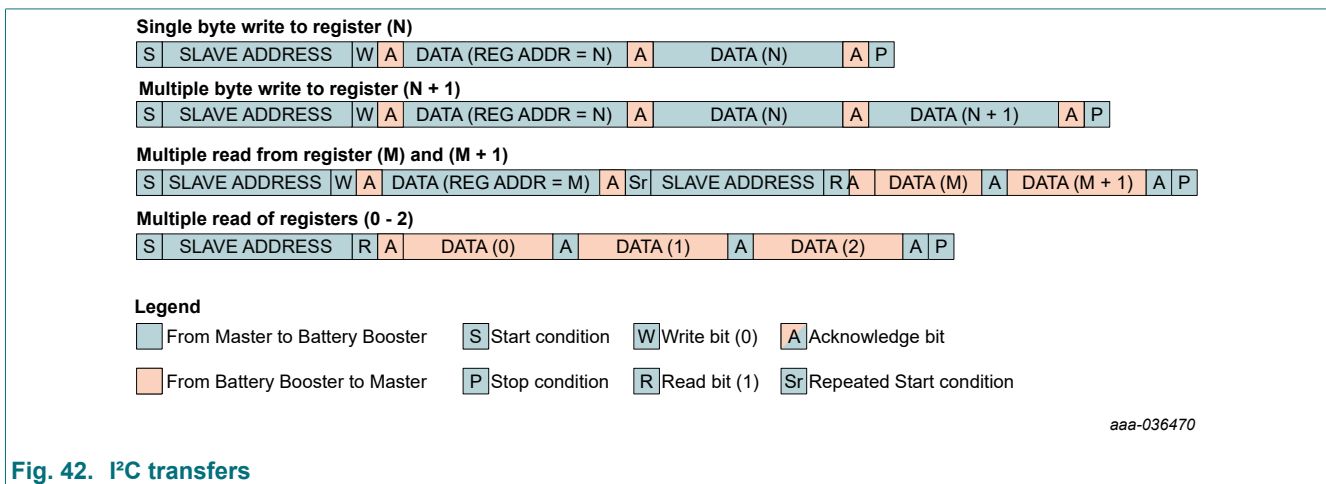 Single byte write to register (N)
S SLAVE ADDRESS W A DATA (REG ADDR = N) A DATA (N) A P
Multiple byte write to register (N + 1)
S SLAVE ADDRESS W A DATA (REG ADDR = N) A DATA (N) A DATA (N + 1) A P
Multiple read from register (M) and (M + 1)
S SLAVE ADDRESS W A DATA (REG ADDR = M) A Sr SLAVE ADDRESS R A DATA (M) A DATA (M + 1) A P
Multiple read of registers (0 - 2)
S SLAVE ADDRESS R A DATA (0) A DATA (1) A DATA (2) A P
Legend
From Master to Battery Booster S Start condition W Write bit (0) A Acknowledge bit
From Battery Booster to Master P Stop condition R Read bit (1) Sr Repeated Start condition
aaa-036470
Fig. 42. I²C transfers